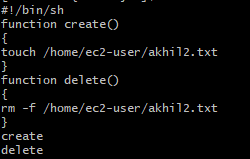 #!/bin/sh
function create()
{
touch /home/ec2-user/akhil2.txt
}
function delete()
{
rm -f /home/ec2-user/akhil2.txt
}
create
delete